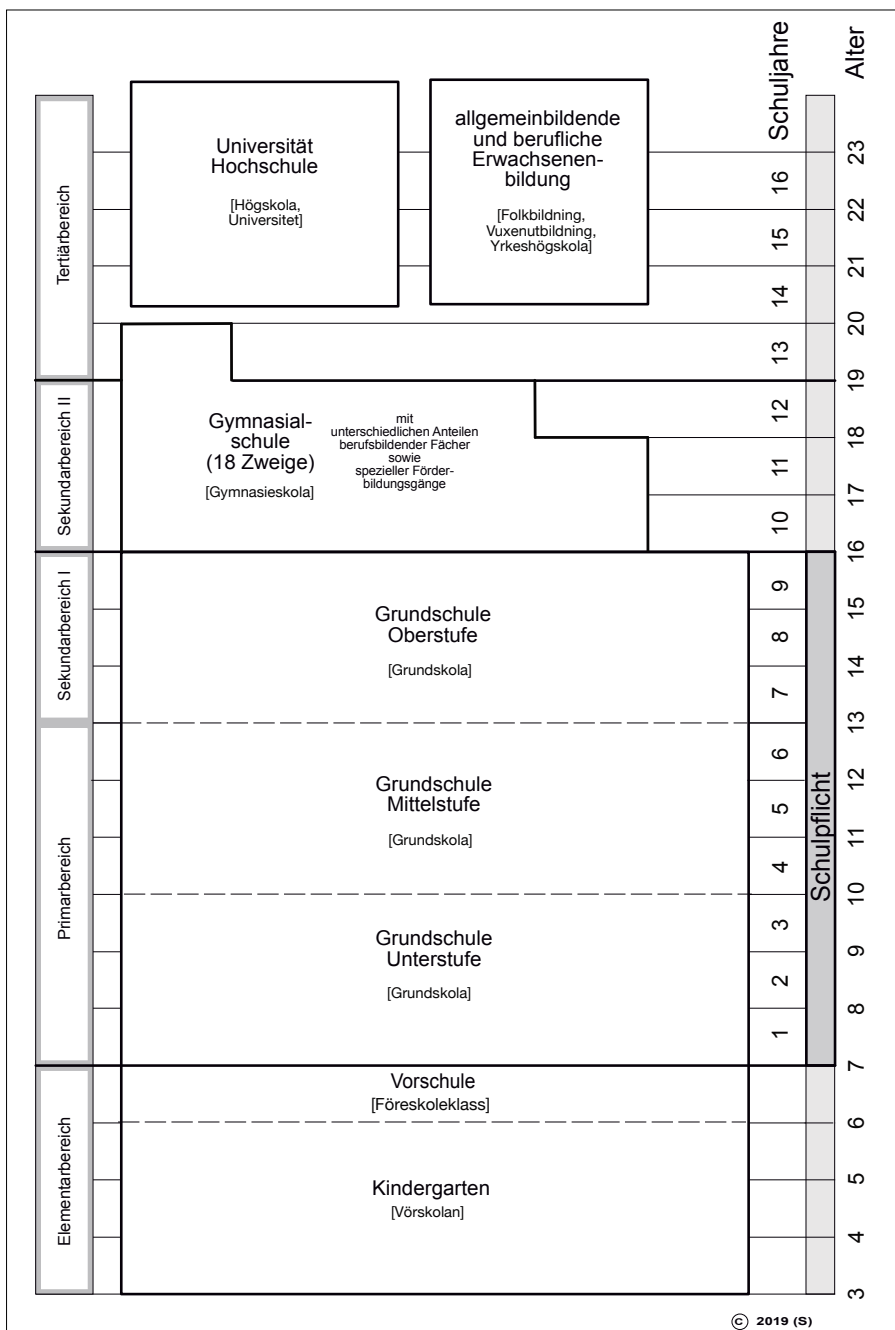 Schuljahre
Alter
Universität
Hochschule
[Högskola,
Universitet]
allgemeinbildende
und berufliche
Erwachsenen-
bildung
[Folkbildning,
Vuxenutbildning,
Yrkeshögskola]
Tertiärbereich
23
16
22
15
21
14
20
13
19
Sekundarbereich II
Gymnasial-
schule
(18 Zweige)
[Gymnasieskola]
mit
unterschiedlichen Anteilen
berufsbildender Fächer
sowie
spezieller Förder-
bildungsgänge
12
18
11
17
10
16
Sekundarbereich I
Grundschule
Oberstufe
[Grundskola]
9
15
8
14
7
13
Primarbereich
Grundschule
Mittelstufe
[Grundskola]
6
12
5
11
4
10
Schulpflicht
Grundschule
Unterstufe
[Grundskola]
3
9
2
8
1
7
Elementarbereich
Vorschule
[Föreskoleklass]
6
Kindergarten
[Vörskolan]
5
4
3
© 2019 (S)